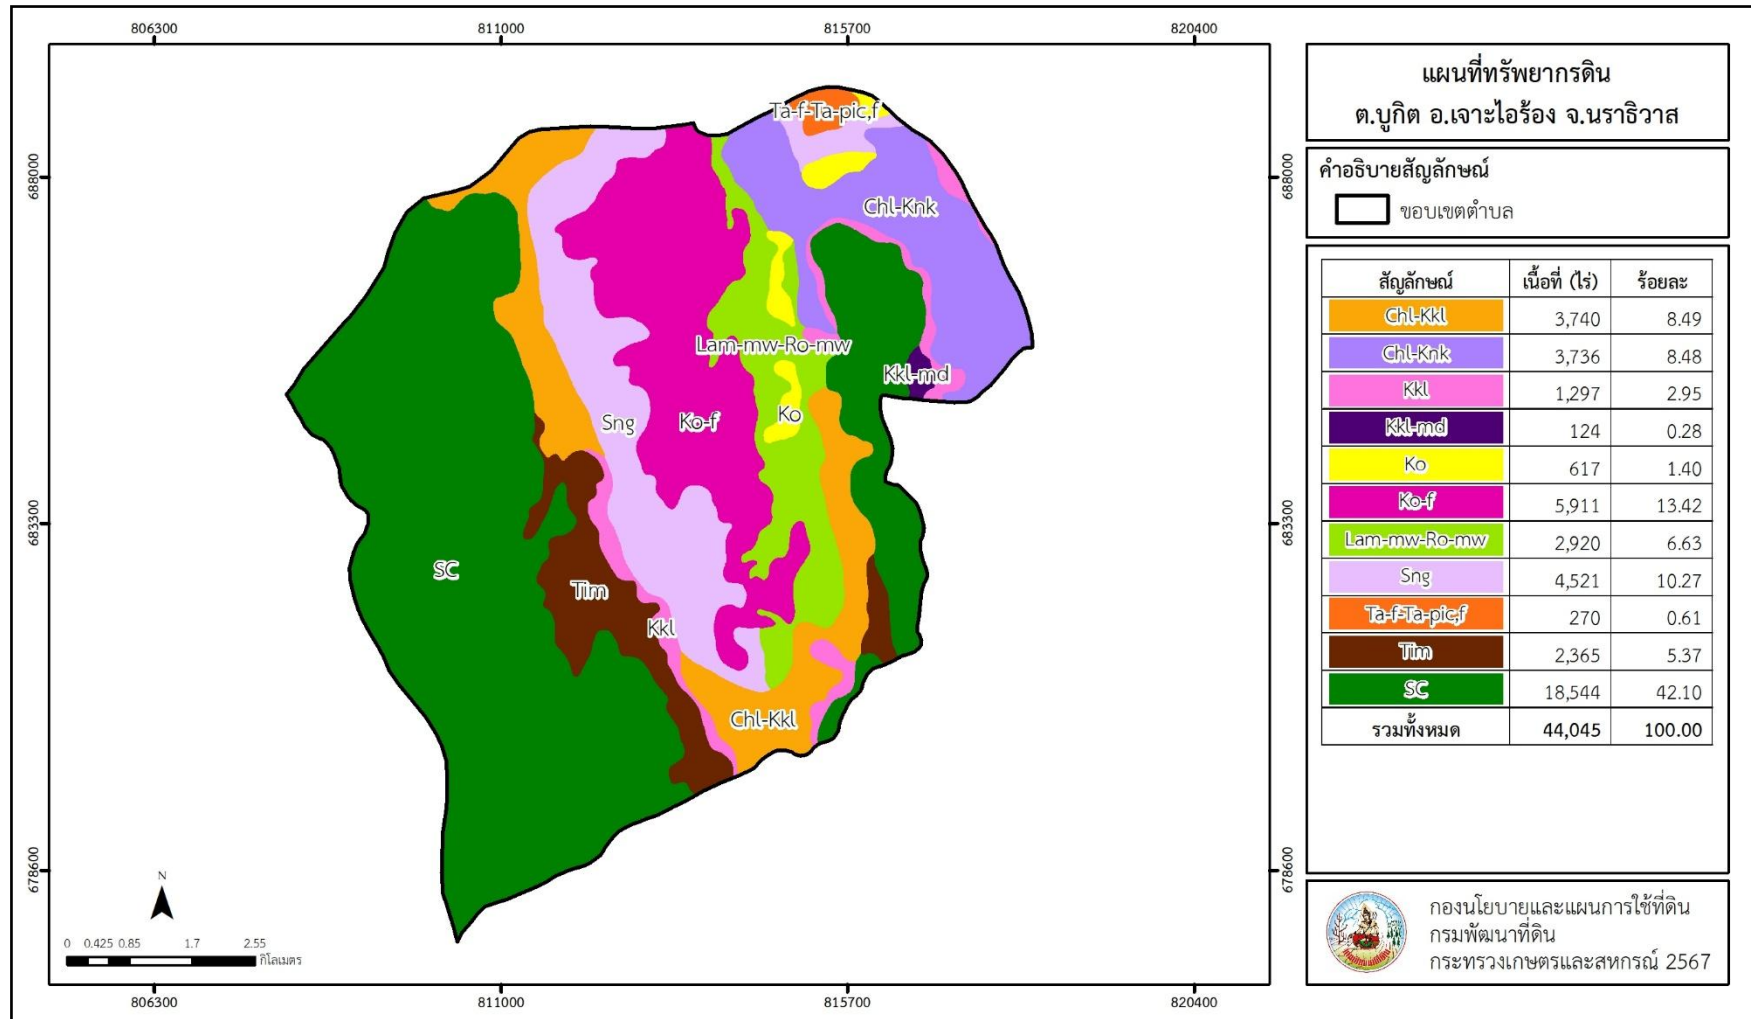 806300
811000
815700
820400
688000
683300
678600
688000
683300
678600
Ta-f-Ta-pic,f
Chl-Knk
Lam-mw-Ro-mw
Kkl-md
Sng
Ko-f
Ko
SC
Tim
Kkl
Chl-Kkl
N
0 0.425 0.85 1.7 2.55
กิโลเมตร
806300
811000
815700
820400
แผนที่ทรัพยากรดิน
ต.บูกิต อ.เจาะไอร้อง จ.นราธิวาส
คำอธิบายสัญลักษณ์
ขอบเขตตำบล
สัญลักษณ์ เนื้อที่ (ไร่) ร้อยละ
Chl-Kkl 3,740 8.49
Chl-Knk 3,736 8.48
Kkl 1,297 2.95
Kkl-md 124 0.28
Ko 617 1.40
Ko-f 5,911 13.42
Lam-mw-Ro-mw 2,920 6.63
Sng 4,521 10.27
Ta-f-Ta-pic,f 270 0.61
Tim 2,365 5.37
SC 18,544 42.10
รวมทั้งหมด 44,045 100.00
กองนโยบายและแผนการใช้ที่ดิน
กรมพัฒนาที่ดิน
กระทรวงเกษตรและสหกรณ์ 2567